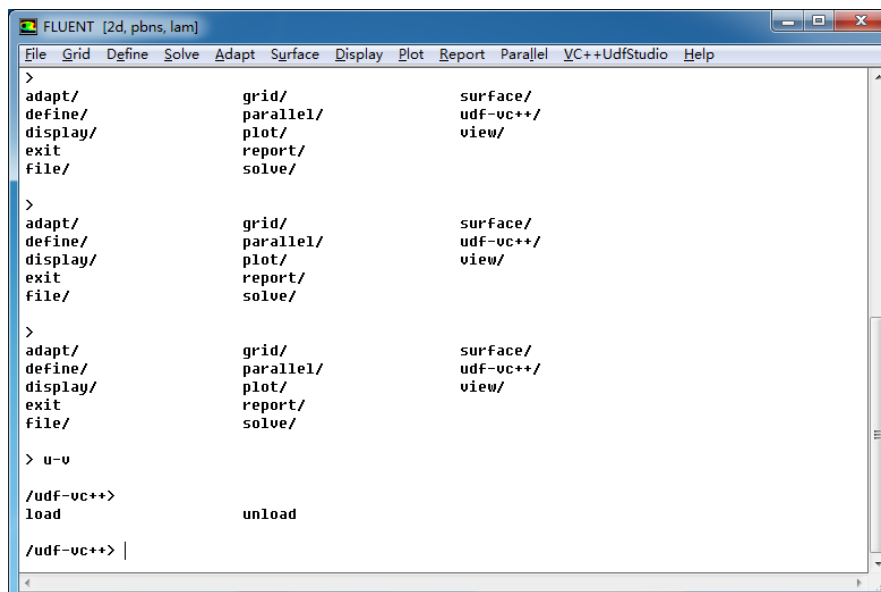 FLUENT [2d, pbns, lam]
File Grid Define Solve Adapt Surface Display Plot Report Parallel VC++UdfStudio Help
>
adapt/ grid/ surface/
define/ parallel/ udf-vc++/
display/ plot/ view/
exit report/
file/ solve/
>
adapt/ grid/ surface/
define/ parallel/ udf-vc++/
display/ plot/ view/
exit report/
file/ solve/
>
adapt/ grid/ surface/
define/ parallel/ udf-vc++/
display/ plot/ view/
exit report/
file/ solve/
> u-v
/udf-vc++>
load unload
/udf-vc++>